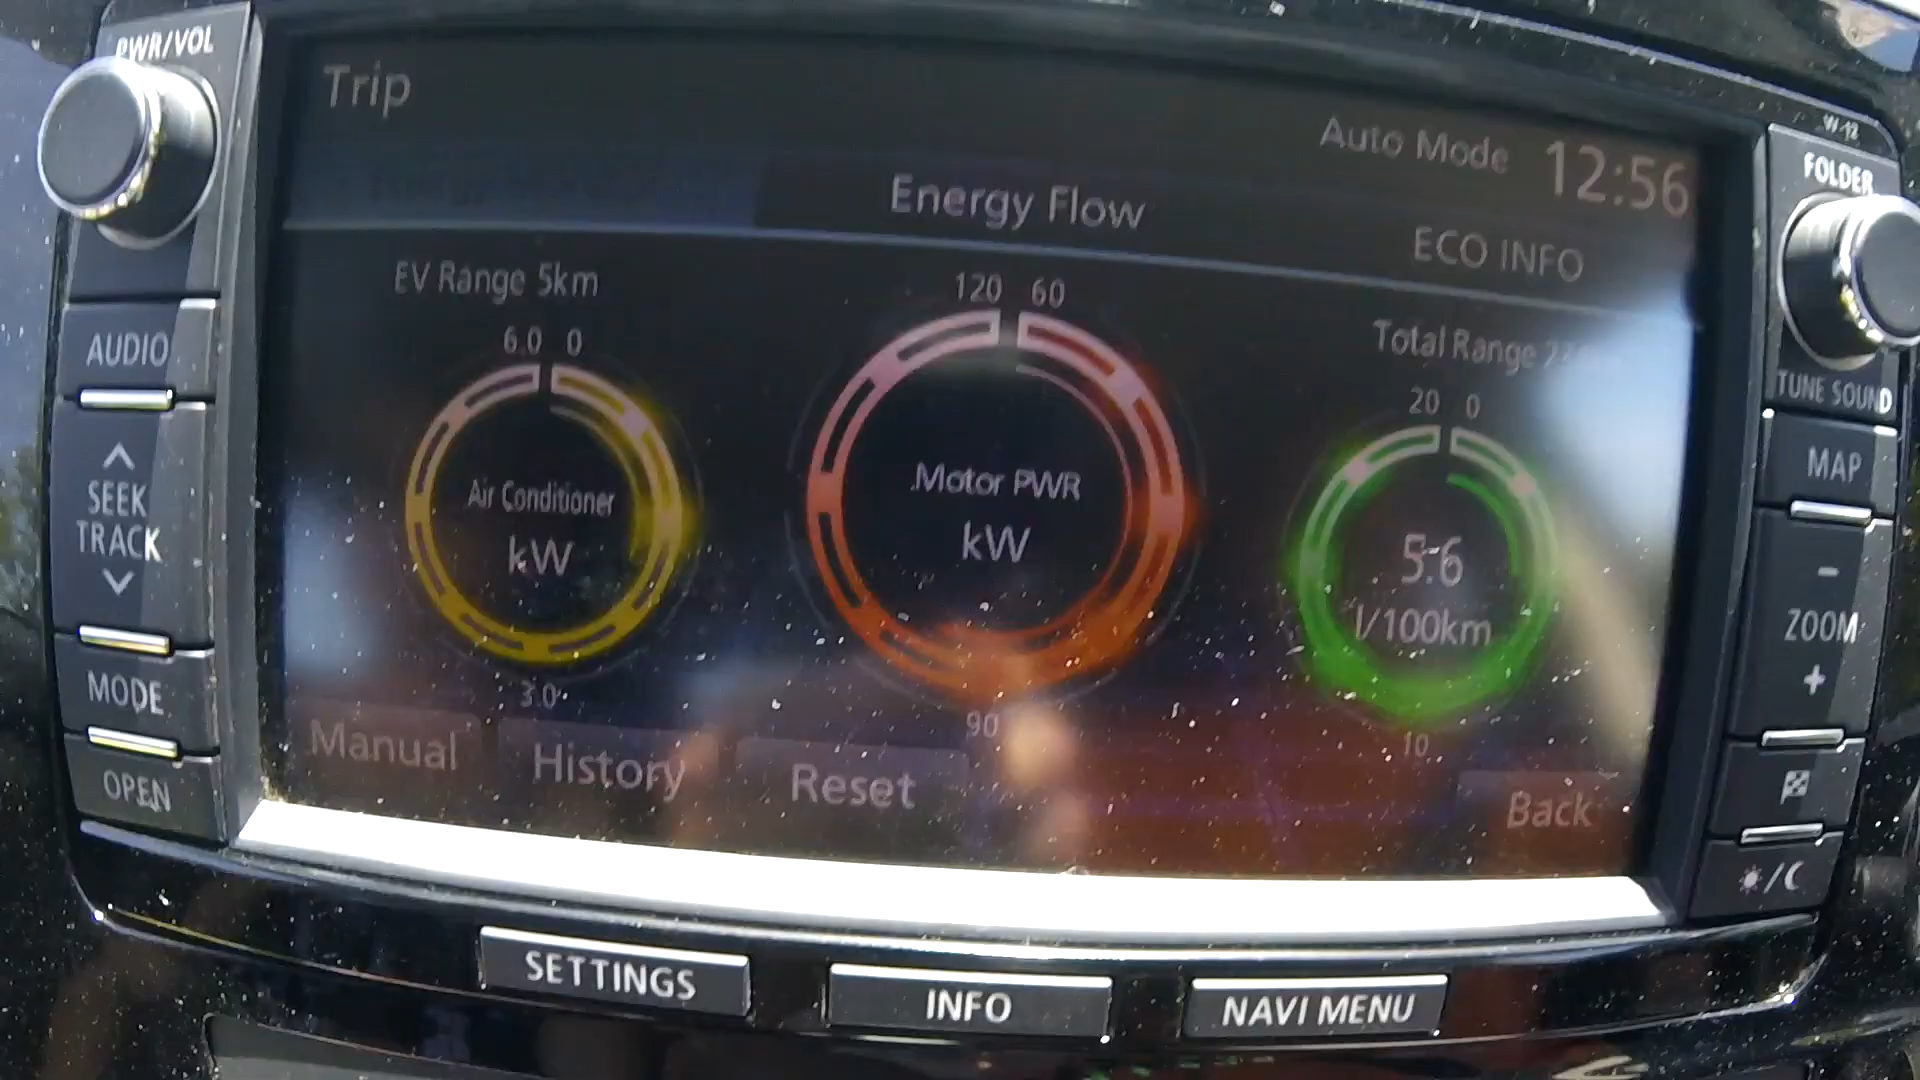 PWR/VOL
Trip
Auto Mode 12:56
W-12
FOLDER
Energy Flow
ECO INFO
EV Range 5km
120 60
Total Range
6.0 0
20 0
AUDIO
TUNE SOUND
SEEK
TRACK
Air Conditioner
kW
Motor PWR
kW
5.6
l/100km
MAP
-
ZOOM
+
3.0
90
10
MODE
Manual
History
Reset
Back
OPEN
SETTINGS
INFO
NAVI MENU